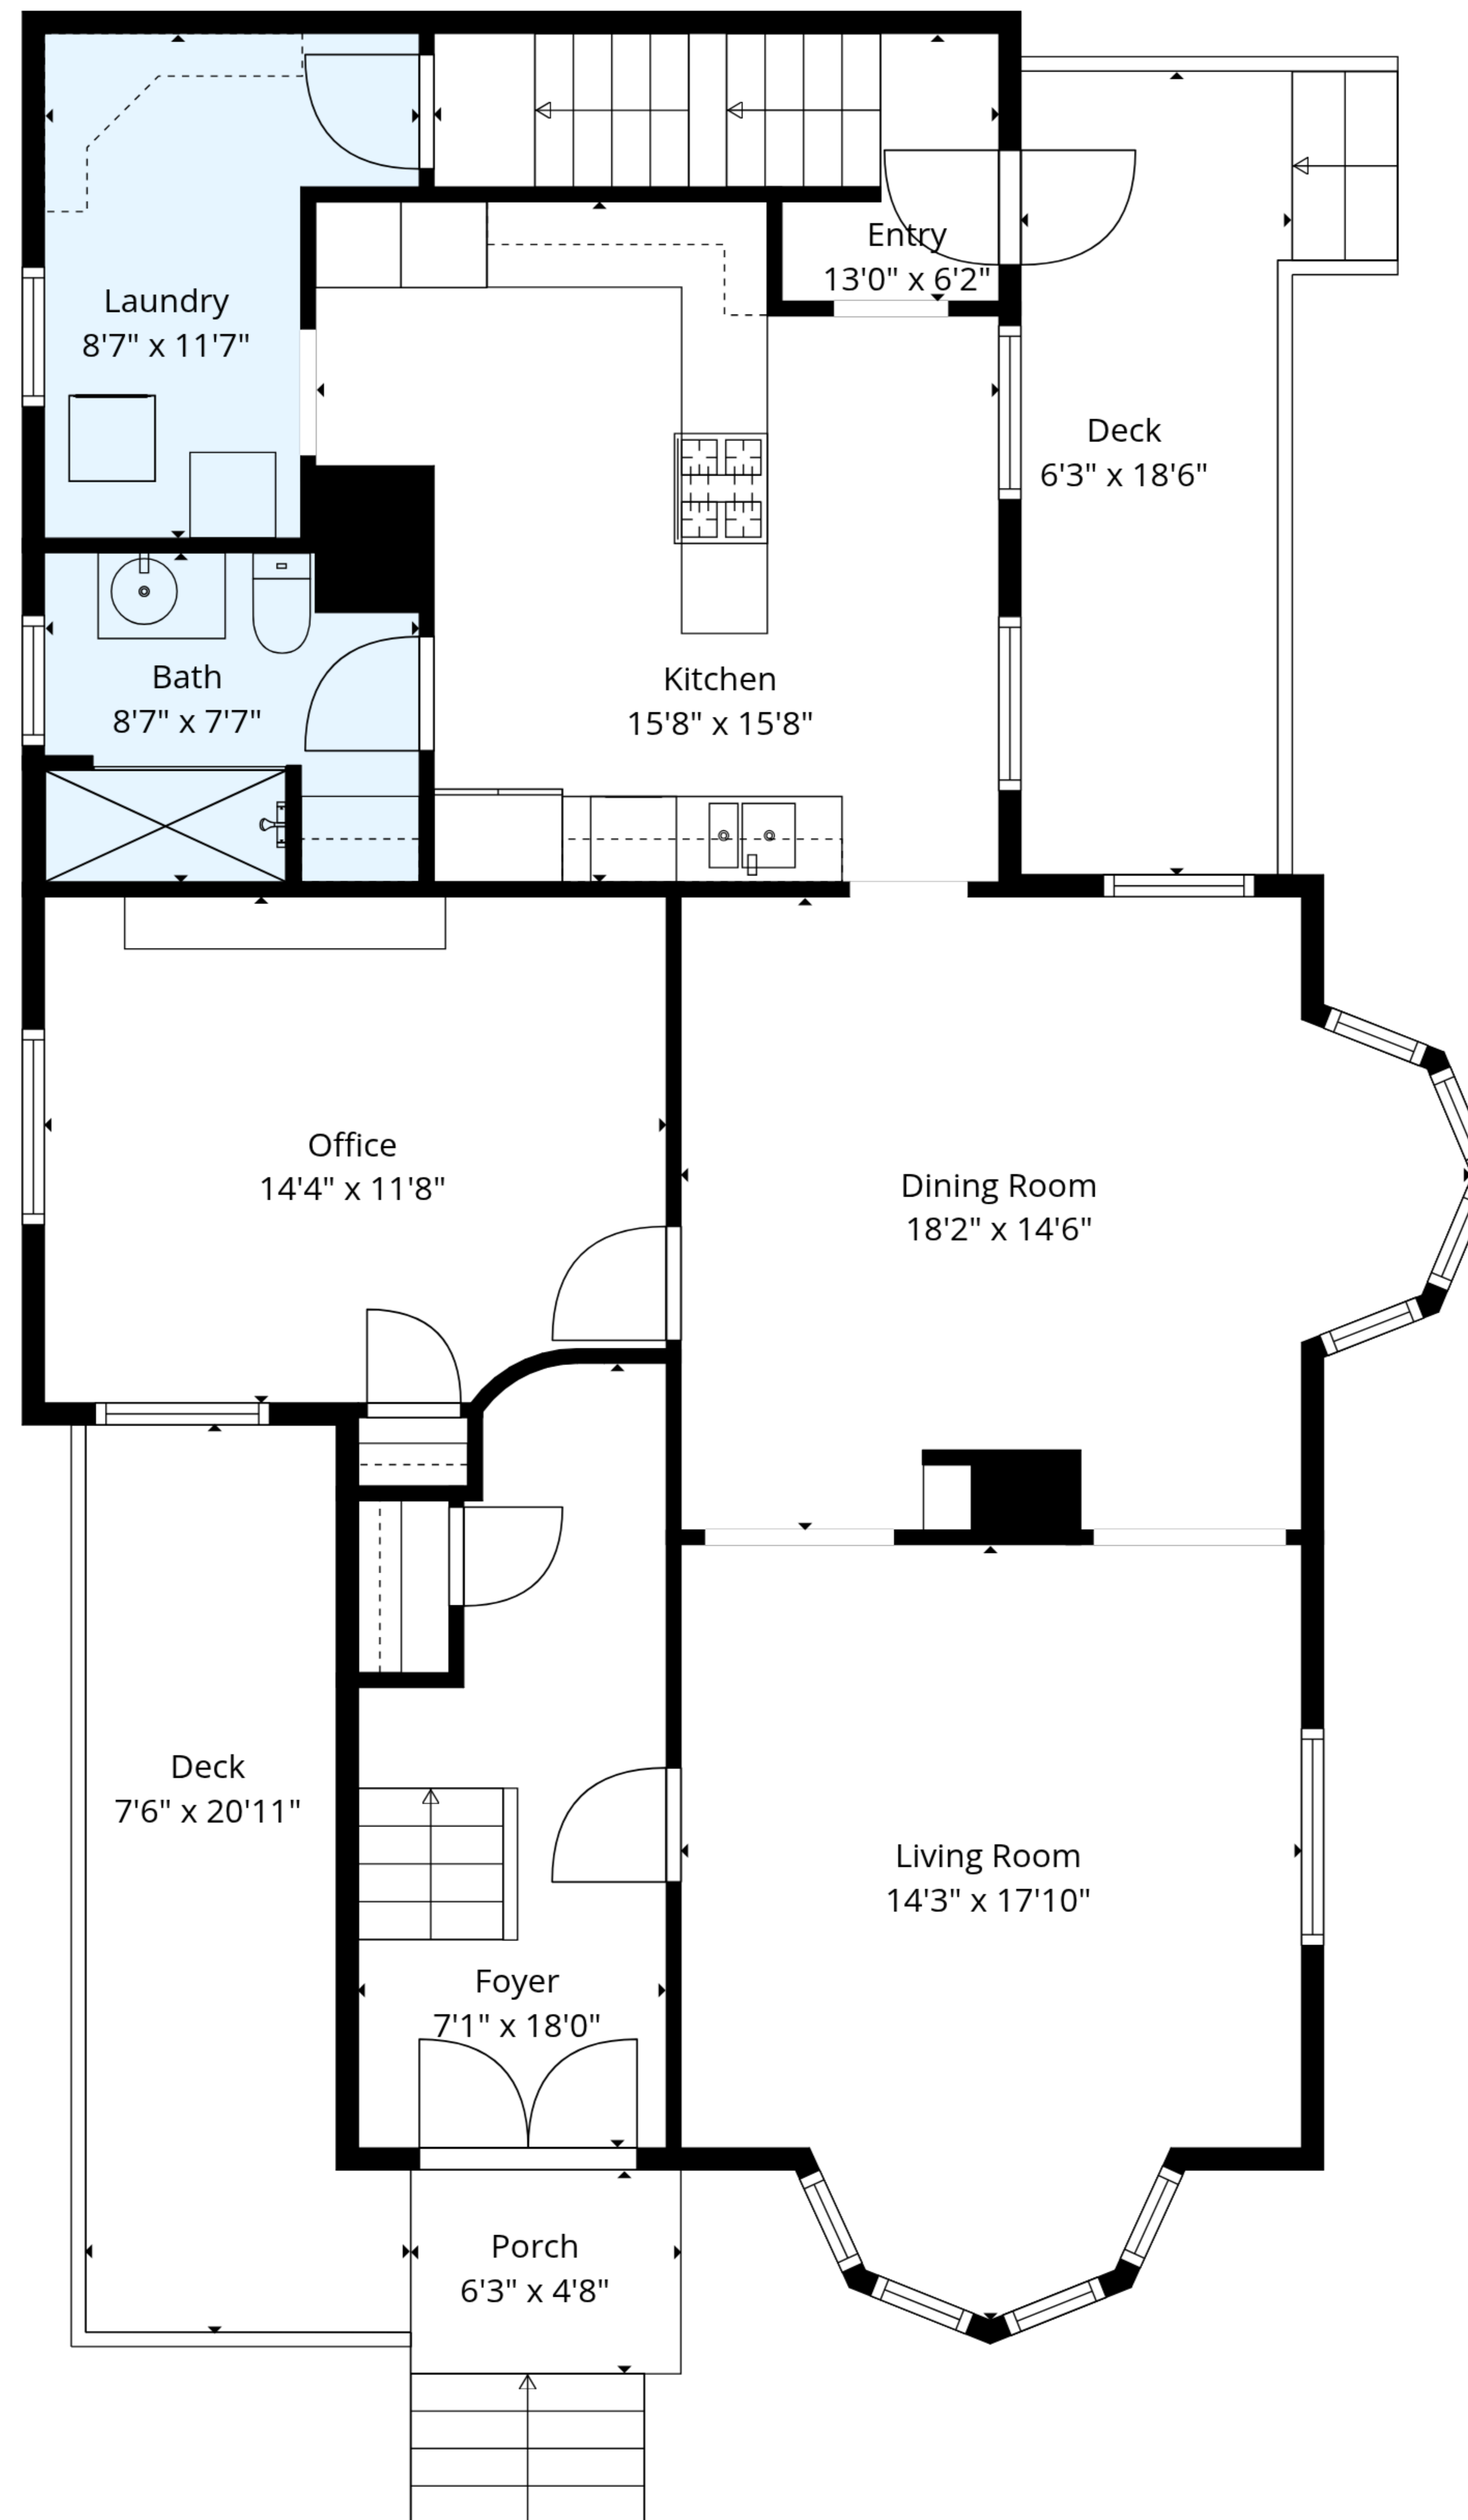 Entry
13'0" x 6'2"
Laundry
8'7" x 11'7"
Deck
6'3" x 18'6"
Bath
8'7" x 7'7"
Kitchen
15'8" x 15'8"
Office
14'4" x 11'8"
Dining Room
18'2" x 14'6"
Deck
7'6" x 20'11"
Living Room
14'3" x 17'10"
Foyer
7'1" x 18'0"
Porch
6'3" x 4'8"